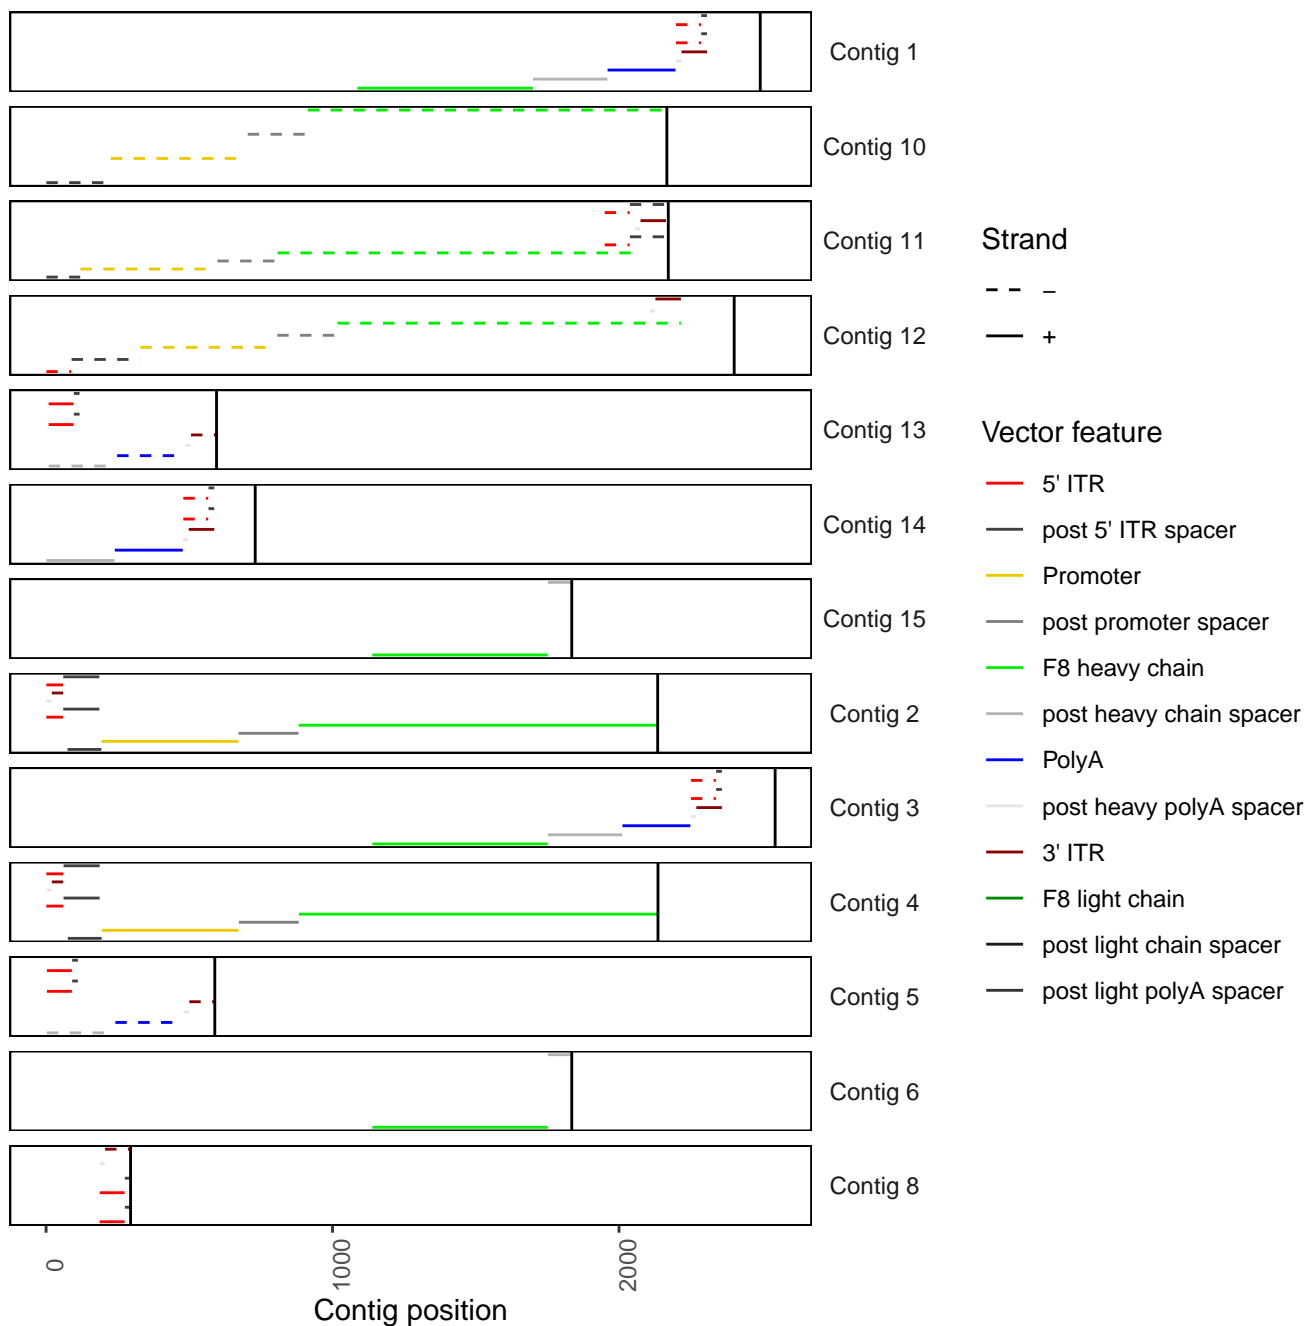 Contig 1
Contig 10
Contig 11
Contig 12
Contig 13
Contig 14
Contig 15
Contig 2
Contig 3
Contig 4
Contig 5
Contig 6
Contig 8
0
1000
2000
Contig position
Strand
−
+
Vector feature
5' ITR
post 5' ITR spacer
Promoter
post promoter spacer
F8 heavy chain
post heavy chain spacer
PolyA
post heavy polyA spacer
3' ITR
F8 light chain
post light chain spacer
post light polyA spacer